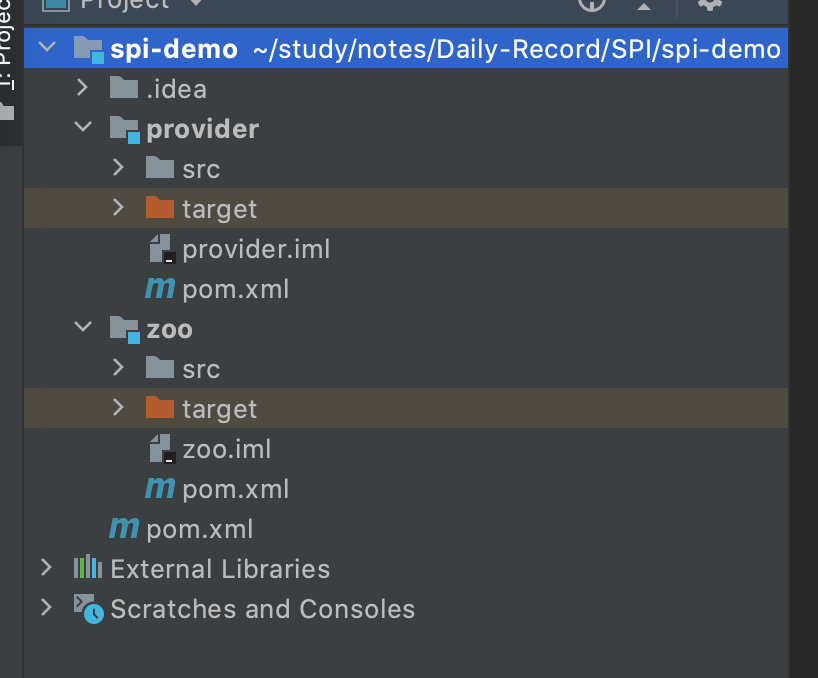 Project
1: Project
spi-demo ~/study/notes/Daily-Record/SPI/spi-demo
.idea
provider
src
target
provider.iml
pom.xml
zoo
src
target
zoo.iml
pom.xml
pom.xml
External Libraries
Scratches and Consoles